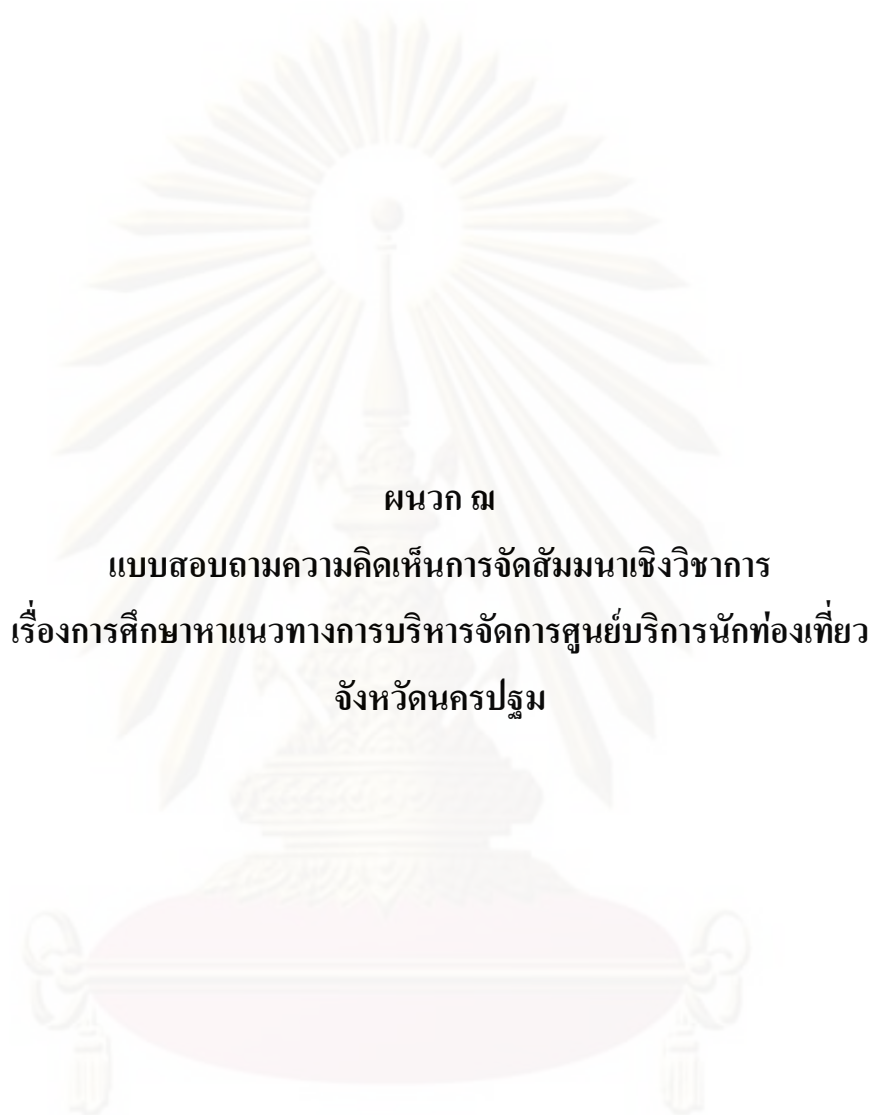 ผนวก ฌ
แบบสอบถามความคิดเห็นการจัดสัมมนาเชิงวิชาการ
เรื่องการศึกษาหาแนวทางการบริหารจัดการศูนย์บริการนักท่องเที่ยว
จังหวัดนครปฐม